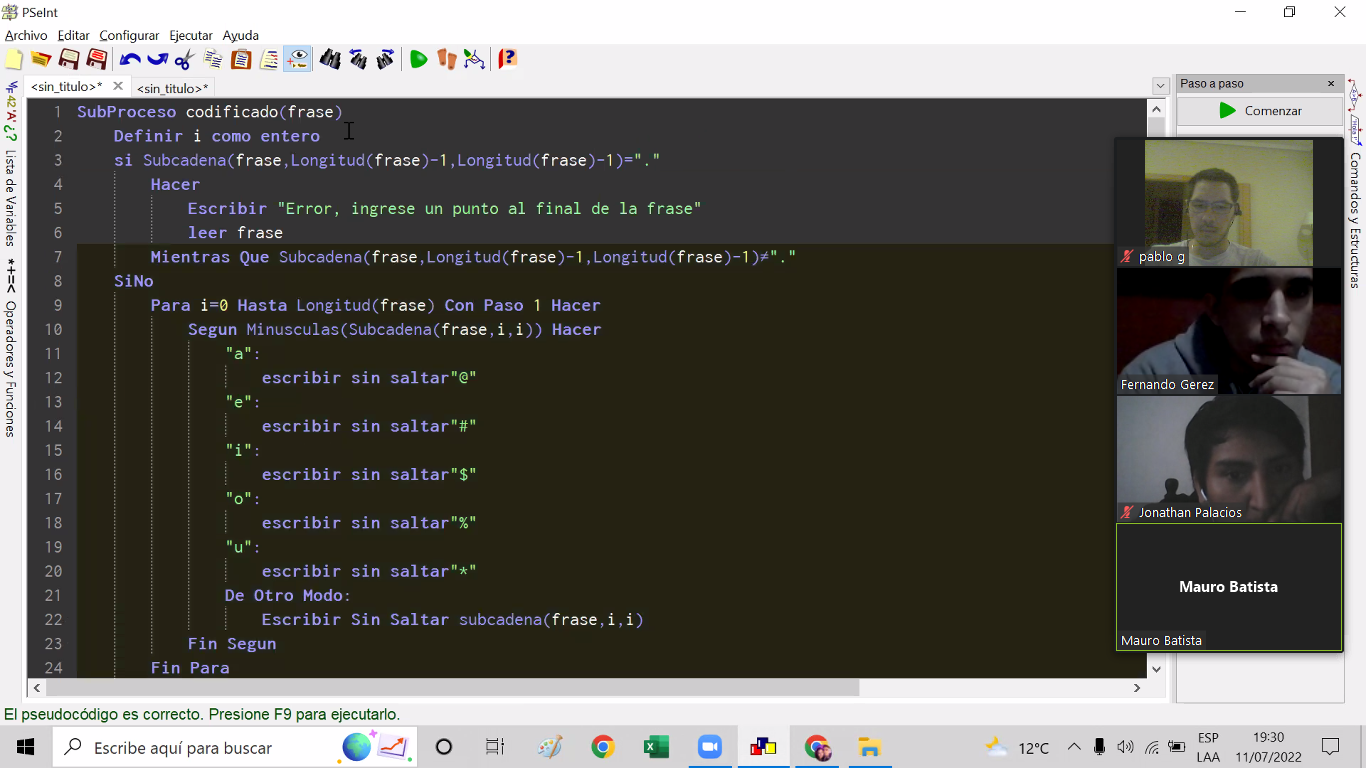 PSeInt
Archivo Editar Configurar Ejecutar Ayuda
<sin_titulo>* <sin_titulo>*
Paso a paso
Comenzar
42 'A' ¿?
Lista de Variables
*+=< Operadores y Funciones
Comandos y Estructuras
1 SubProceso codificado(frase)
2 Definir i como entero
3 si Subcadena(frase,Longitud(frase)-1,Longitud(frase)-1)="."
4 Hacer
5 Escribir "Error, ingrese un punto al final de la frase"
6 leer frase
7 Mientras Que Subcadena(frase,Longitud(frase)-1,Longitud(frase)-1)≠"."
8 SiNo
9 Para i=0 Hasta Longitud(frase) Con Paso 1 Hacer
10 Segun Minusculas(Subcadena(frase,i,i)) Hacer
11 "a":
12 escribir sin saltar"@"
13 "e":
14 escribir sin saltar"#"
15 "i":
16 escribir sin saltar"$"
17 "o":
18 escribir sin saltar"%"
19 "u":
20 escribir sin saltar"*"
21 De Otro Modo:
22 Escribir Sin Saltar subcadena(frase,i,i)
23 Fin Segun
24 Fin Para
pablo g
Fernando Gerez
Jonathan Palacios
Mauro Batista
Mauro Batista
El pseudocódigo es correcto. Presione F9 para ejecutarlo.
Escribe aquí para buscar
12°C
ESP
LAA
19:30
11/07/2022